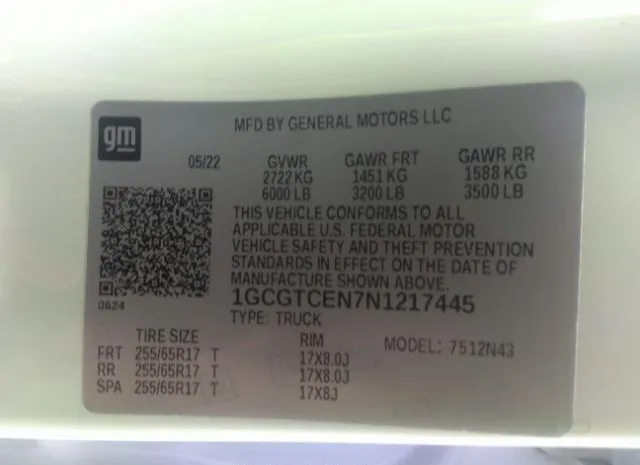 gm
MFD BY GENERAL MOTORS LLC
05/22 GVWR GAWR FRT GAWR RR
2722 KG 1451 KG 1588 KG
6000 LB 3200 LB 3500 LB
THIS VEHICLE CONFORMS TO ALL
APPLICABLE U.S. FEDERAL MOTOR
VEHICLE SAFETY AND THEFT PREVENTION
STANDARDS IN EFFECT ON THE DATE OF
MANUFACTURE SHOWN ABOVE.
0624
1GCGTCEN7N1217445
TYPE: TRUCK
TIRE SIZE RIM MODEL: 7512N43
FRT 255/65R17 T 17X8.0J
RR 255/65R17 T 17X8.0J
SPA 255/65R17 T 17X8J